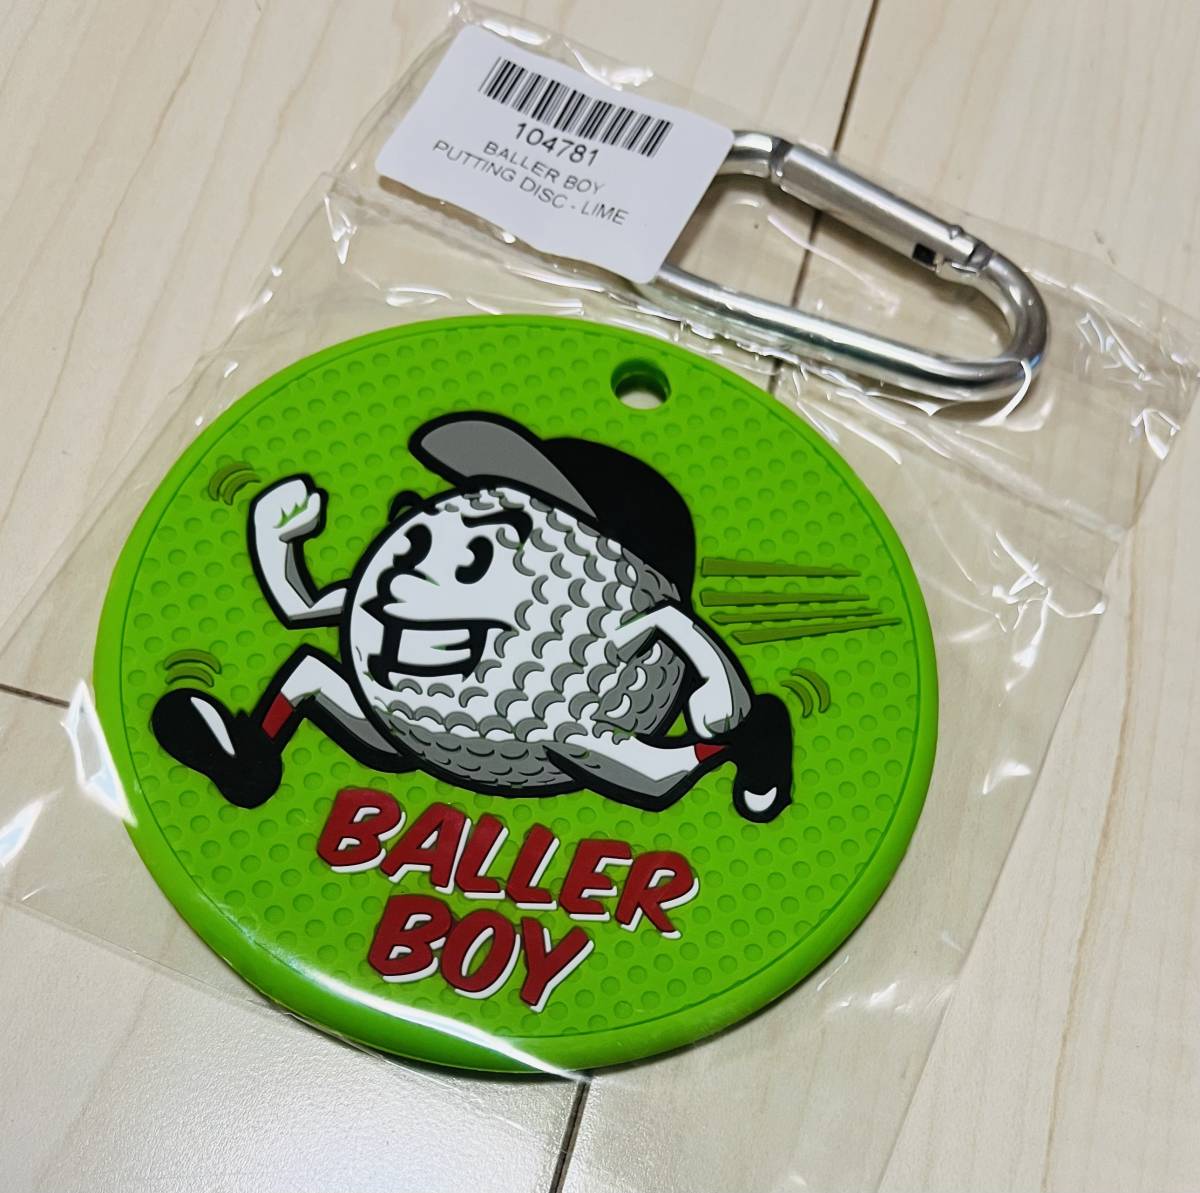 104781
BALLER BOY
PUTTING DISC - LIME
BALLER
BOY